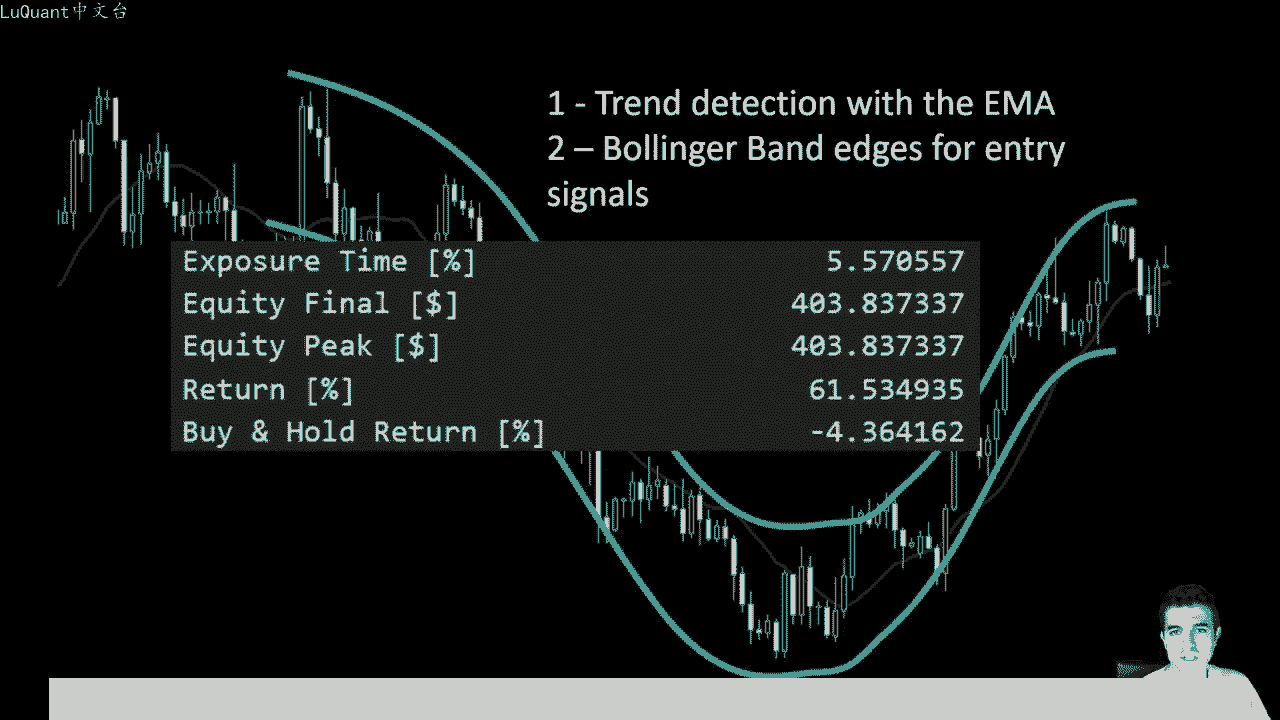 LuQuant中文台
1 - Trend detection with the EMA
2 – Bollinger Band edges for entry
signals
Exposure Time [%] 5.570557
Equity Final [$] 403.837337
Equity Peak [$] 403.837337
Return [%] 61.534935
Buy & Hold Return [%] -4.364162